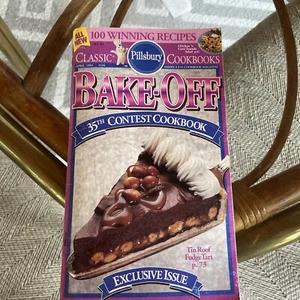 ALL NEW
100 WINNING RECIPES
CLASSIC
Pillsbury
COOKBOOKS
BAKE-OFF
35TH CONTEST COOKBOOK
Tin Roof
Fudge Tart
p. 73
EXCLUSIVE ISSUE